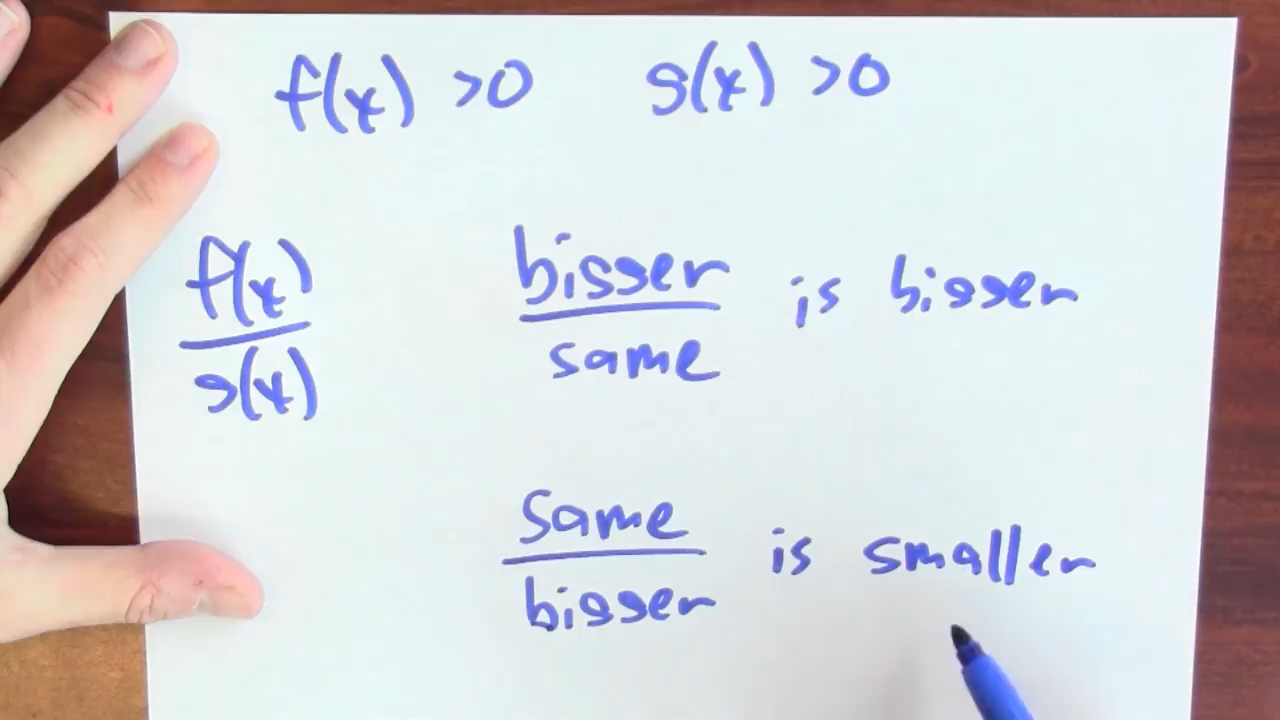 f(x) >0 g(x) >0
f(x)
g(x)
bigger
same
is bigger
same
bigger
is smaller